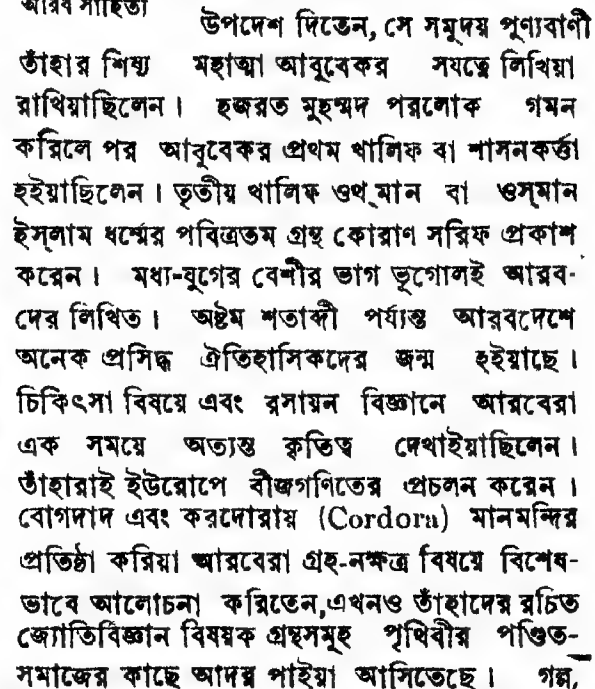 আরব সাহিত্য
উপদেশ দিতেন, সে সমুদয় পুণ্যবাণী
তাঁহার শিষ্য মহাত্মা আবুবেকর সযত্নে লিখিয়া
রাখিয়াছিলেন। হজরত মুহম্মদ পরলোক গমন
করিলে পর আবুবেকর প্রথম খালিফ বা শাসনকর্ত্তা
হইয়াছিলেন। তৃতীয় খালিফ ওথ্‌মান বা ওস্‌মান
ইস্‌লাম ধর্ম্মের পবিত্রতম গ্রন্থ কোরাণ সরিফ প্রকাশ
করেন। মধ্য-যুগের বেশীর ভাগ ভূগোলই আরব-
দের লিখিত। অষ্টম শতাব্দী পর্য্যন্ত আরবদেশে
অনেক প্রসিদ্ধ ঐতিহাসিকদের জন্ম হইয়াছে।
চিকিৎসা বিষয়ে এবং রসায়ন বিজ্ঞানে আরবেরা
এক সময়ে অত্যন্ত কৃতিত্ব দেখাইয়াছিলেন।
তাঁহারাই ইউরোপে বীজগণিতের প্রচলন করেন।
বোগদাদ এবং করদোরায় (Cordora) মানমন্দির
প্রতিষ্ঠা করিয়া আরবেরা গ্রহ-নক্ষত্র বিষয়ে বিশেষ-
ভাবে আলোচনা করিতেন,এখনও তাঁহাদের রচিত
জ্যোতিবিজ্ঞান বিষয়ক গ্রন্থসমূহ পৃথিবীর পণ্ডিত-
সমাজের কাছে আদর পাইয়া আসিতেছে। গল্প,